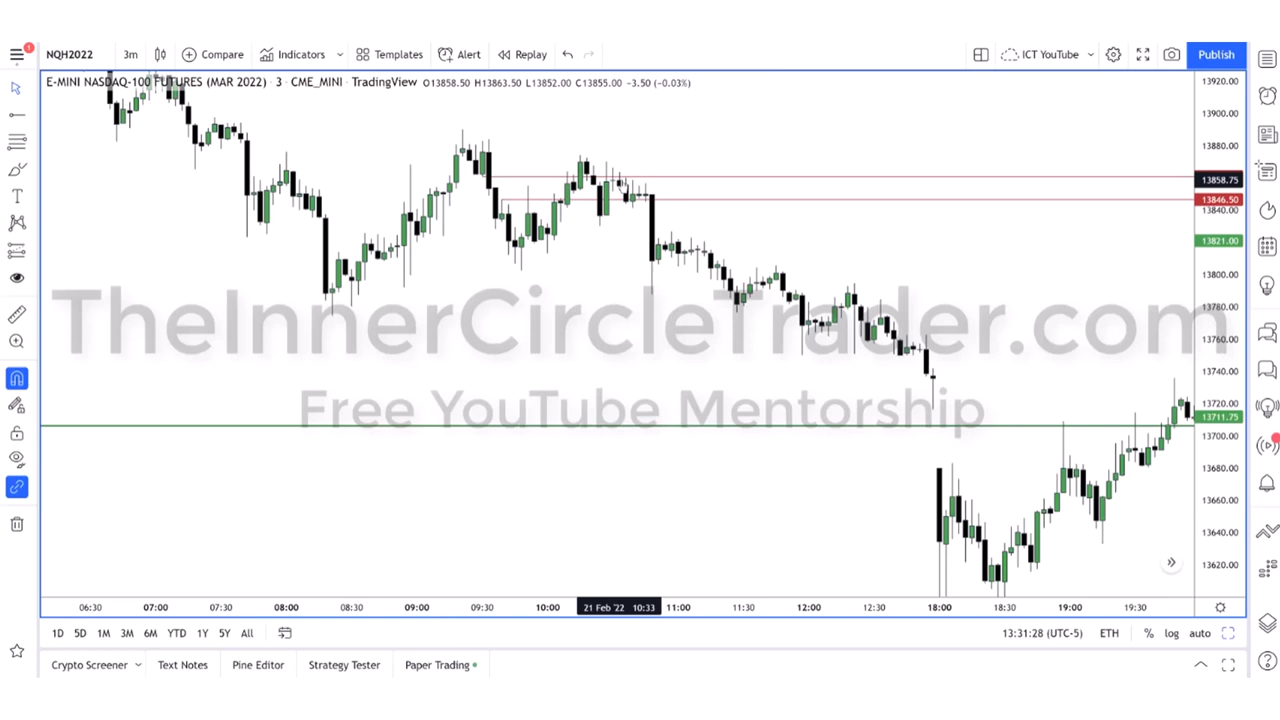 NQH2022 3m Compare Indicators Templates Alert Replay ICT YouTube Publish
E-MINI NASDAQ-100 FUTURES (MAR 2022) · 3 · CME_MINI · TradingView O13858.50 H13863.50 L13852.00 C13855.00 -3.50 (-0.03%)
13920.00
13900.00
13880.00
13858.75
13846.50
13840.00
13821.00
13800.00
13780.00
13760.00
13740.00
13720.00
13711.75
13700.00
13680.00
13660.00
13640.00
13620.00
TheInnerCircleTrader.com
Free YouTube Mentorship
06:30 07:00 07:30 08:00 08:30 09:00 09:30 10:00 21 Feb '22 10:33 11:00 11:30 12:00 12:30 18:00 18:30 19:00 19:30
1D 5D 1M 3M 6M YTD 1Y 5Y All 13:31:28 (UTC-5) ETH % log auto
Crypto Screener Text Notes Pine Editor Strategy Tester Paper Trading